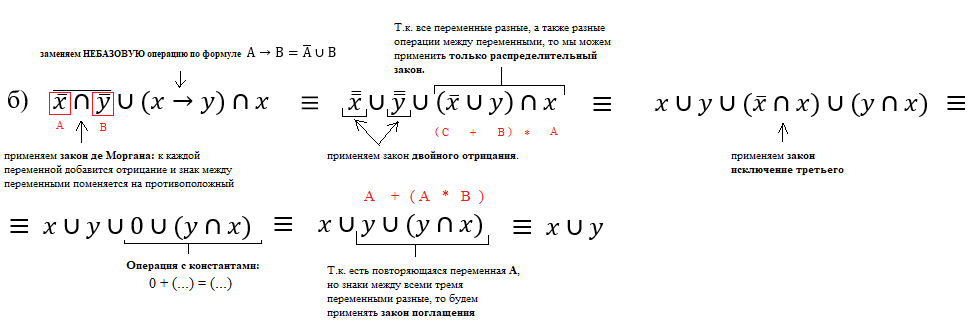 Т.к. все переменные разные, а также разные
операции между переменными, то мы можем
применить только распределительный
закон.
заменяем НЕБАЗОВУЮ операцию по формуле A → B = A̅ ∪ B
б) \overline{x̅ ∩ y̅} ∪ (x → y) ∩ x ≡ x̿ ∪ y̿ ∪ (x̅ ∪ y) ∩ x ≡ x ∪ y ∪ (x̅ ∩ x) ∪ (y ∩ x) ≡
A B (C + B) * A
применяем закон де Моргана: к каждой
переменной добавится отрицание и знак между
переменными поменяется на противоположный
применяем закон двойного отрицания.
применяем закон
исключение третьего
A + (A * B)
≡ x ∪ y ∪ 0 ∪ (y ∩ x) ≡ x ∪ y ∪ (y ∩ x) ≡ x ∪ y
Операция с константами:
0 + (...) = (...)
Т.к. есть повторяющаяся переменная A,
но знаки между всеми тремя
переменными разные, то будем
применять закон поглащения